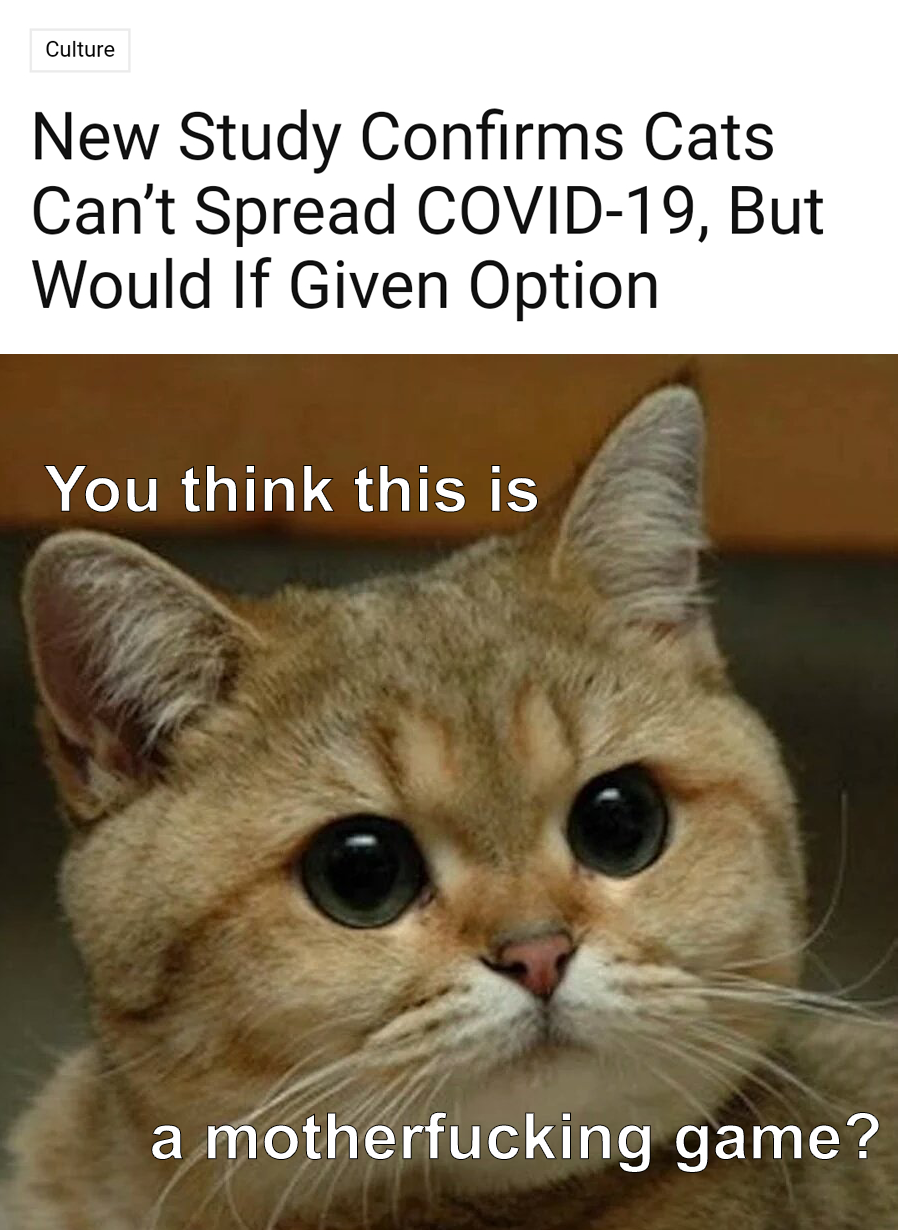 Culture
New Study Confirms Cats
Can’t Spread COVID-19, But
Would If Given Option
You think this is
a motherfucking game?